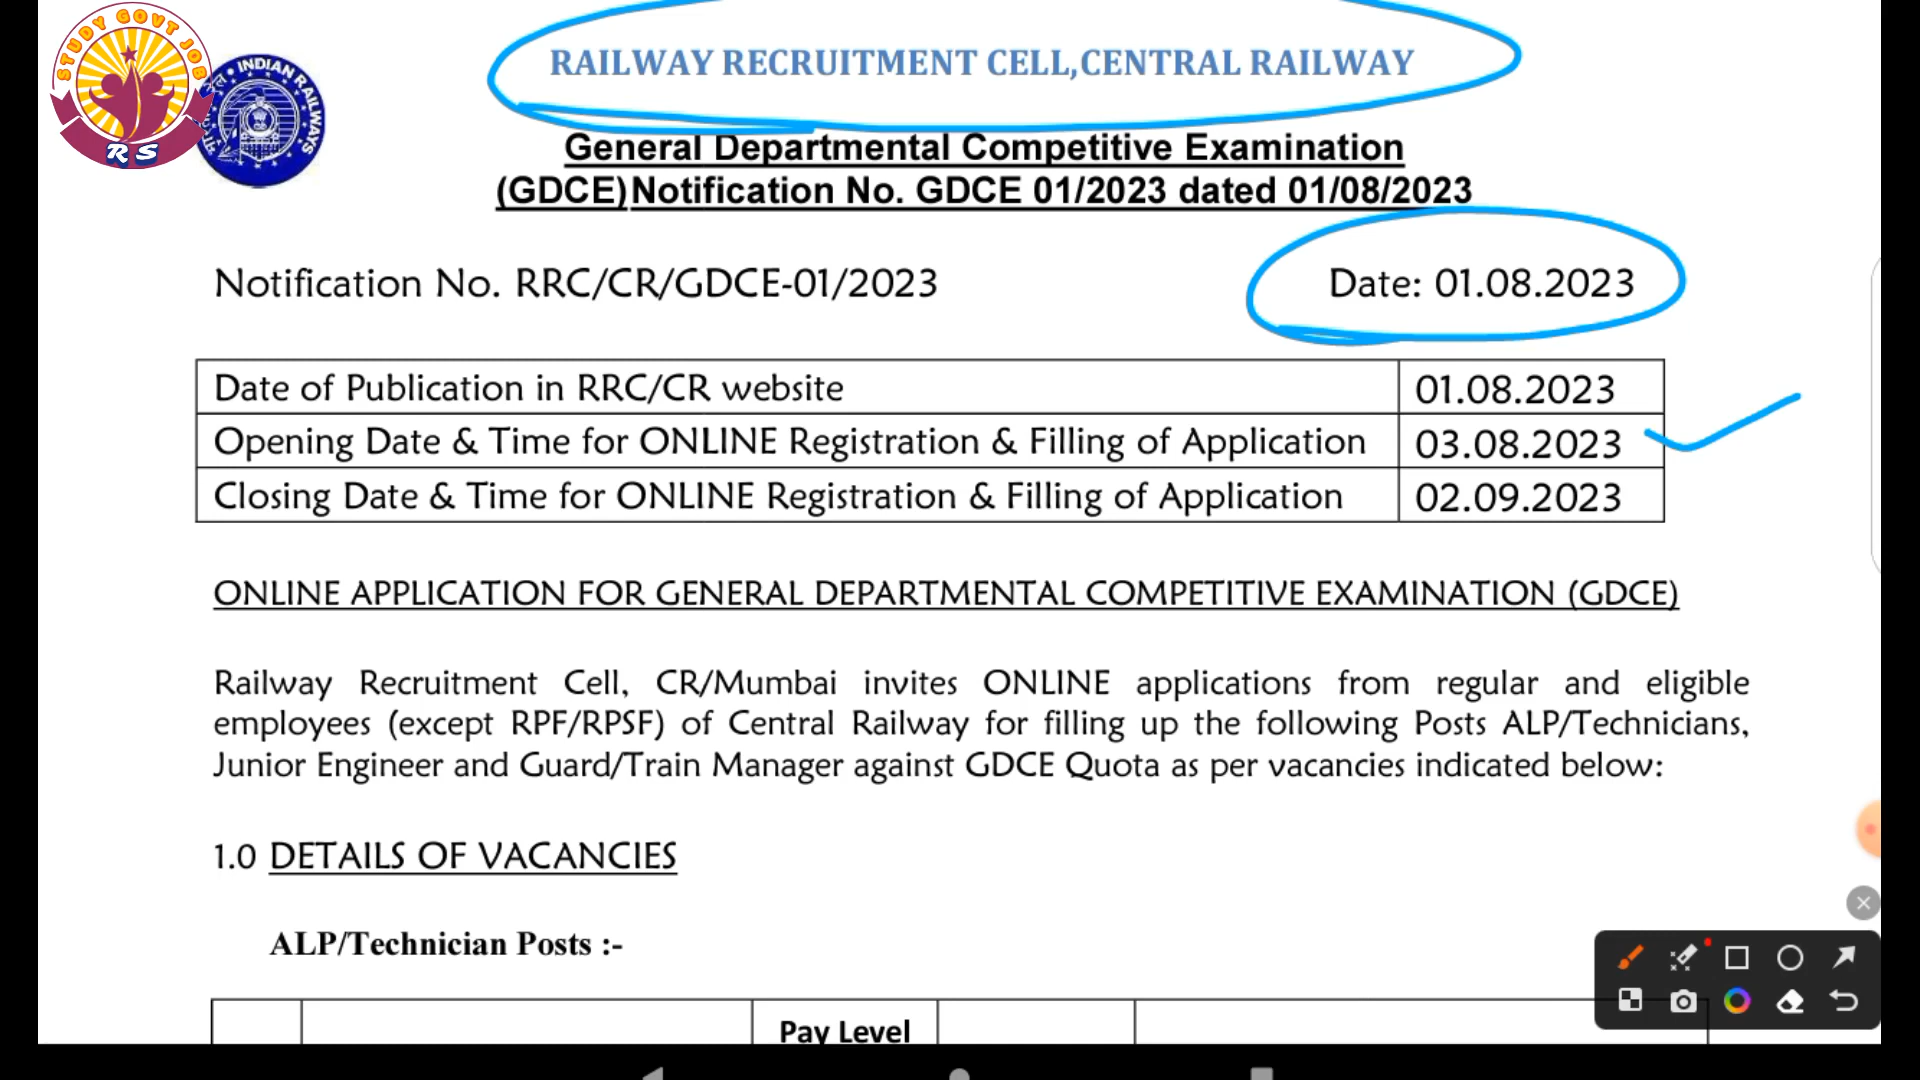 STUDY GOVT JOB
RS
INDIAN RAILWAYS
RAILWAY RECRUITMENT CELL,CENTRAL RAILWAY
General Departmental Competitive Examination
(GDCE)Notification No. GDCE 01/2023 dated 01/08/2023
Notification No. RRC/CR/GDCE-01/2023 Date: 01.08.2023
Date of Publication in RRC/CR website 01.08.2023
Opening Date & Time for ONLINE Registration & Filling of Application 03.08.2023
Closing Date & Time for ONLINE Registration & Filling of Application 02.09.2023
ONLINE APPLICATION FOR GENERAL DEPARTMENTAL COMPETITIVE EXAMINATION (GDCE)
Railway Recruitment Cell, CR/Mumbai invites ONLINE applications from regular and eligible
employees (except RPF/RPSF) of Central Railway for filling up the following Posts ALP/Technicians,
Junior Engineer and Guard/Train Manager against GDCE Quota as per vacancies indicated below:
1.0 DETAILS OF VACANCIES
ALP/Technician Posts :-
Pay Level